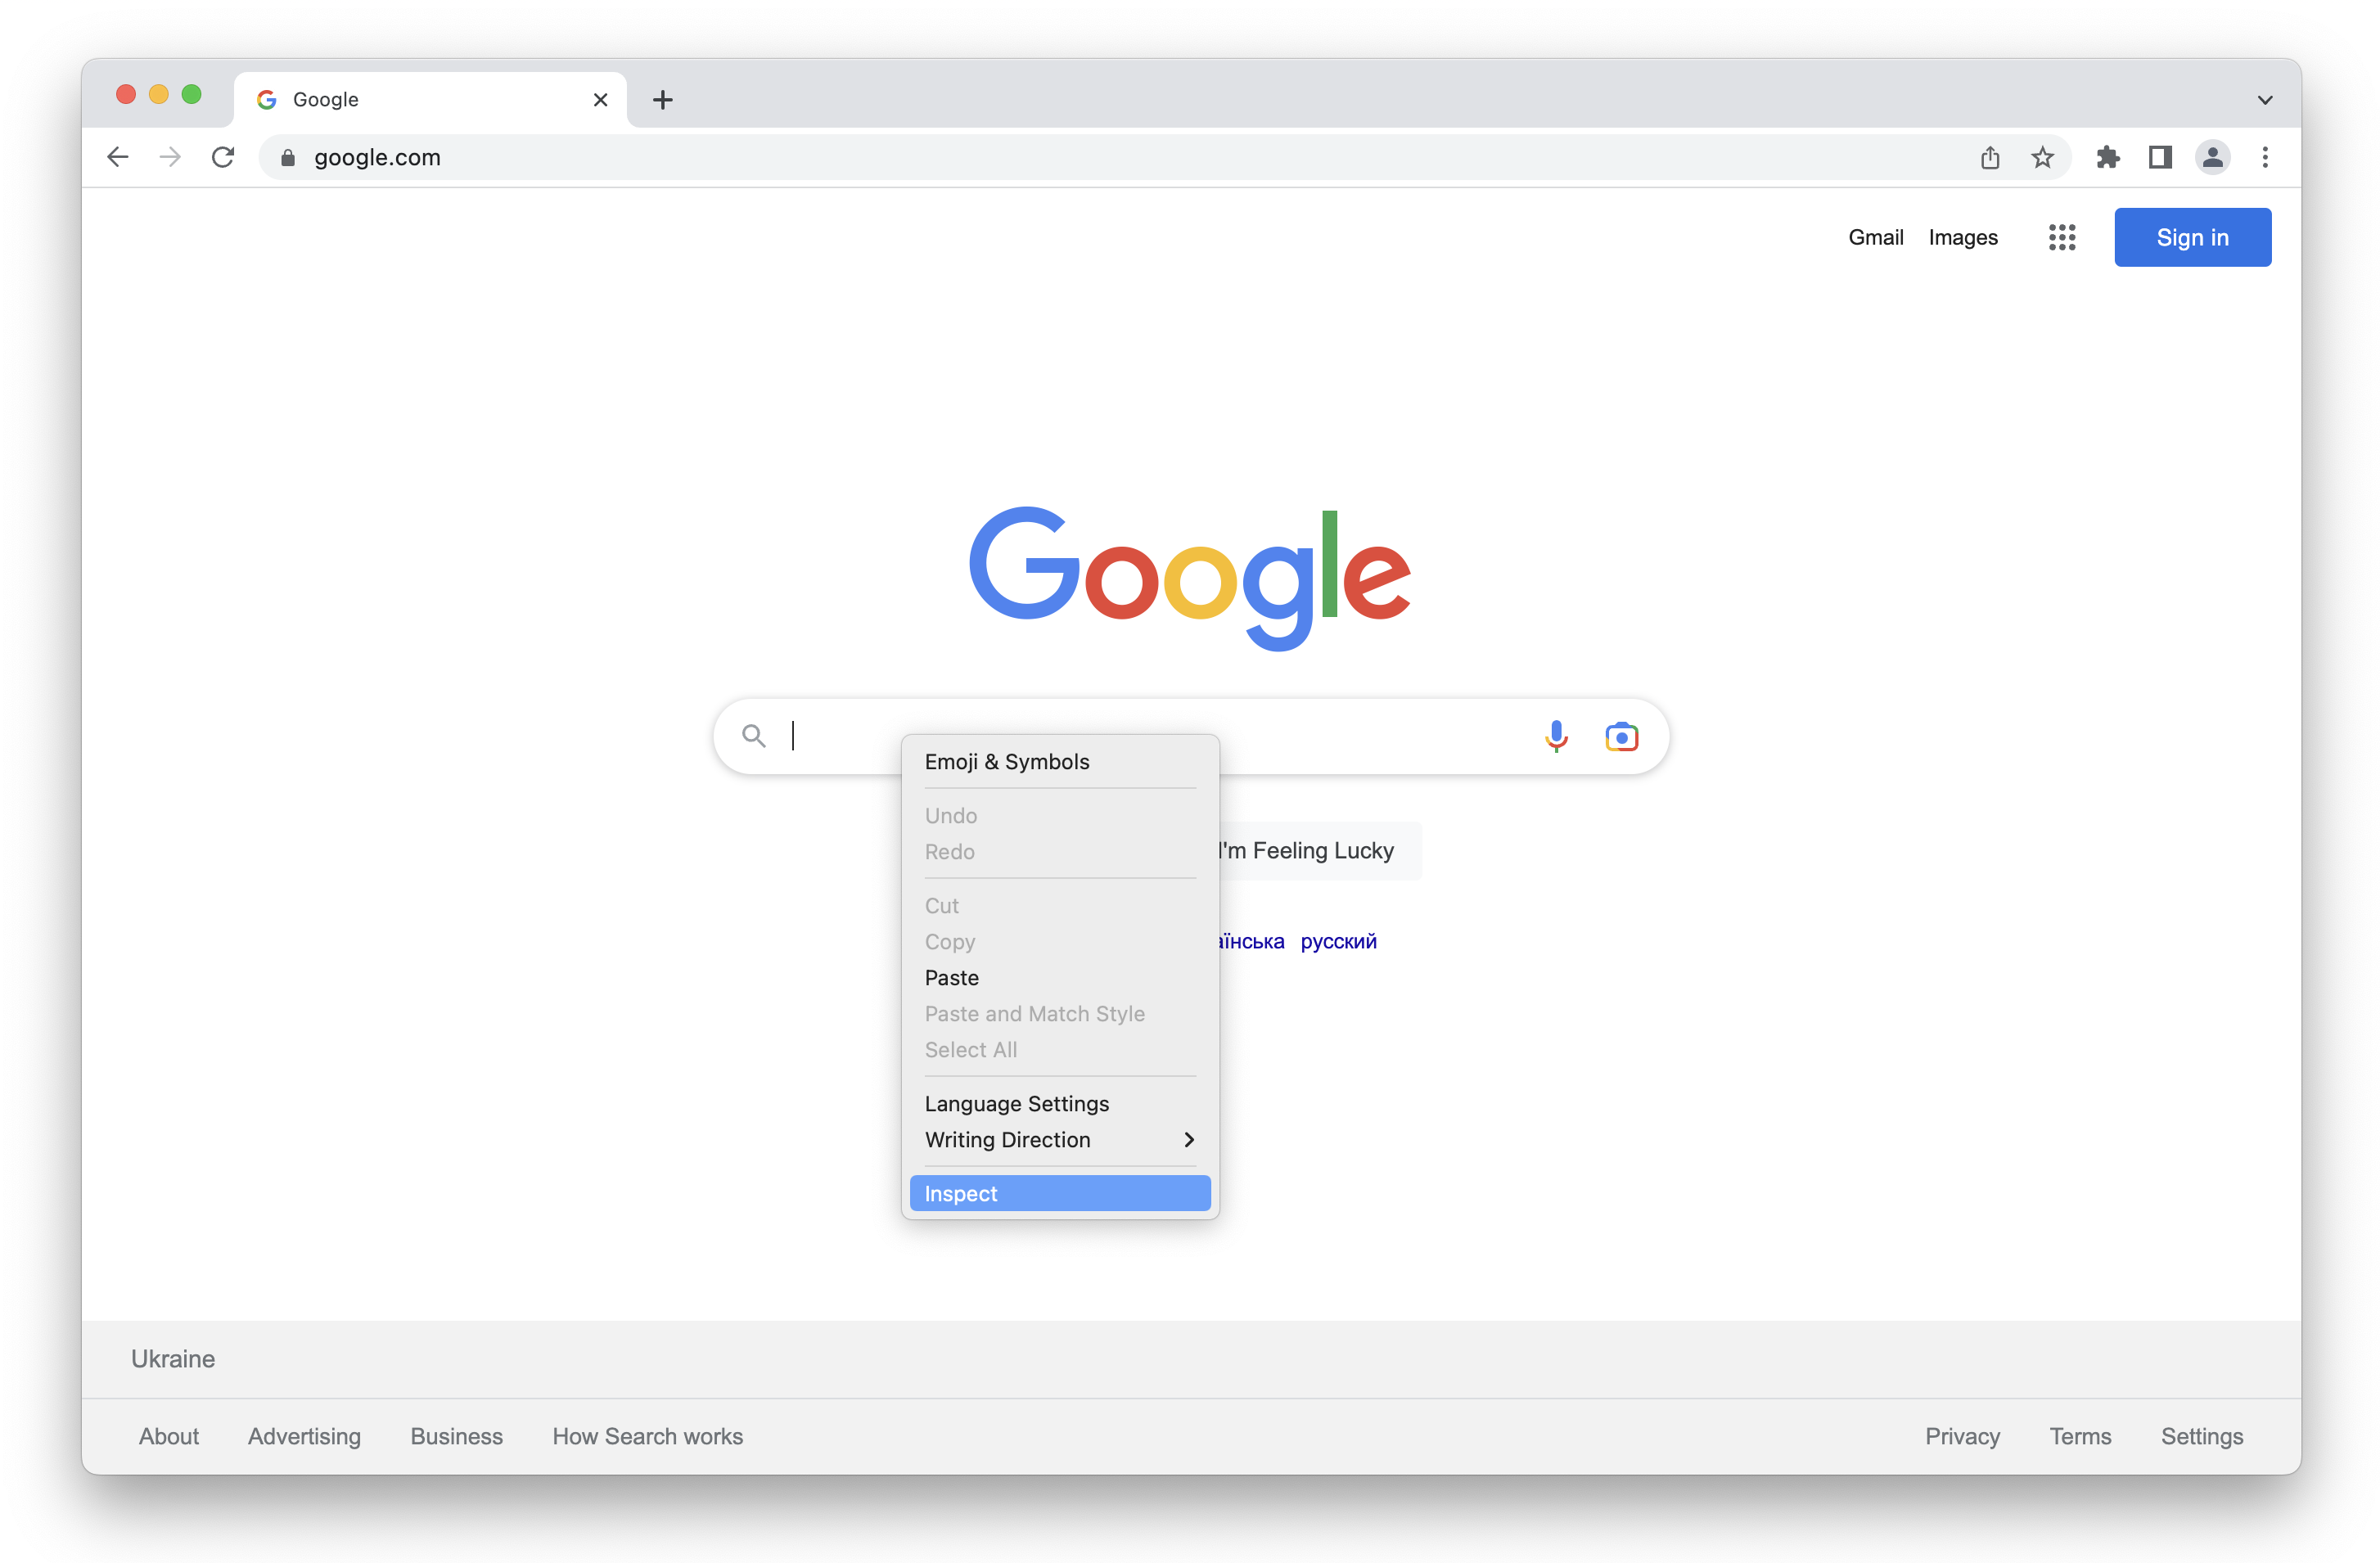 Google
google.com
Gmail Images Sign in
Google
Emoji & Symbols
Undo
Redo
I'm Feeling Lucky
Cut
Copy
русский
Paste
Paste and Match Style
Select All
Language Settings
Writing Direction
Inspect
Ukraine
About Advertising Business How Search works Privacy Terms Settings